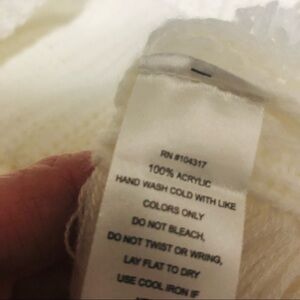 RN #104317
100% ACRYLIC
HAND WASH COLD WITH LIKE
COLORS ONLY
DO NOT BLEACH,
DO NOT TWIST OR WRING,
LAY FLAT TO DRY
USE COOL IRON IF